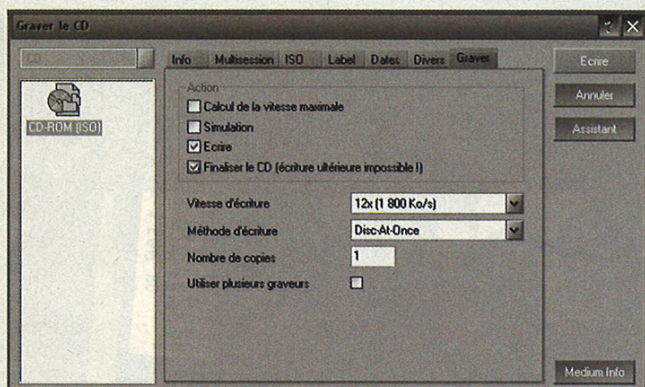 Graver le CD
CD
Info Multisession ISO Label Dates Divers Graver
Ecrire
Annuler
Assistant
CD-ROM (ISO)
Action
Calcul de la vitesse maximale
Simulation
Ecrire
Finaliser le CD (écriture ultérieure impossible !)
Vitesse d'écriture 12x (1 800 Ko/s)
Méthode d'écriture Disc-At-Once
Nombre de copies 1
Utiliser plusieurs graveurs
Medium Info